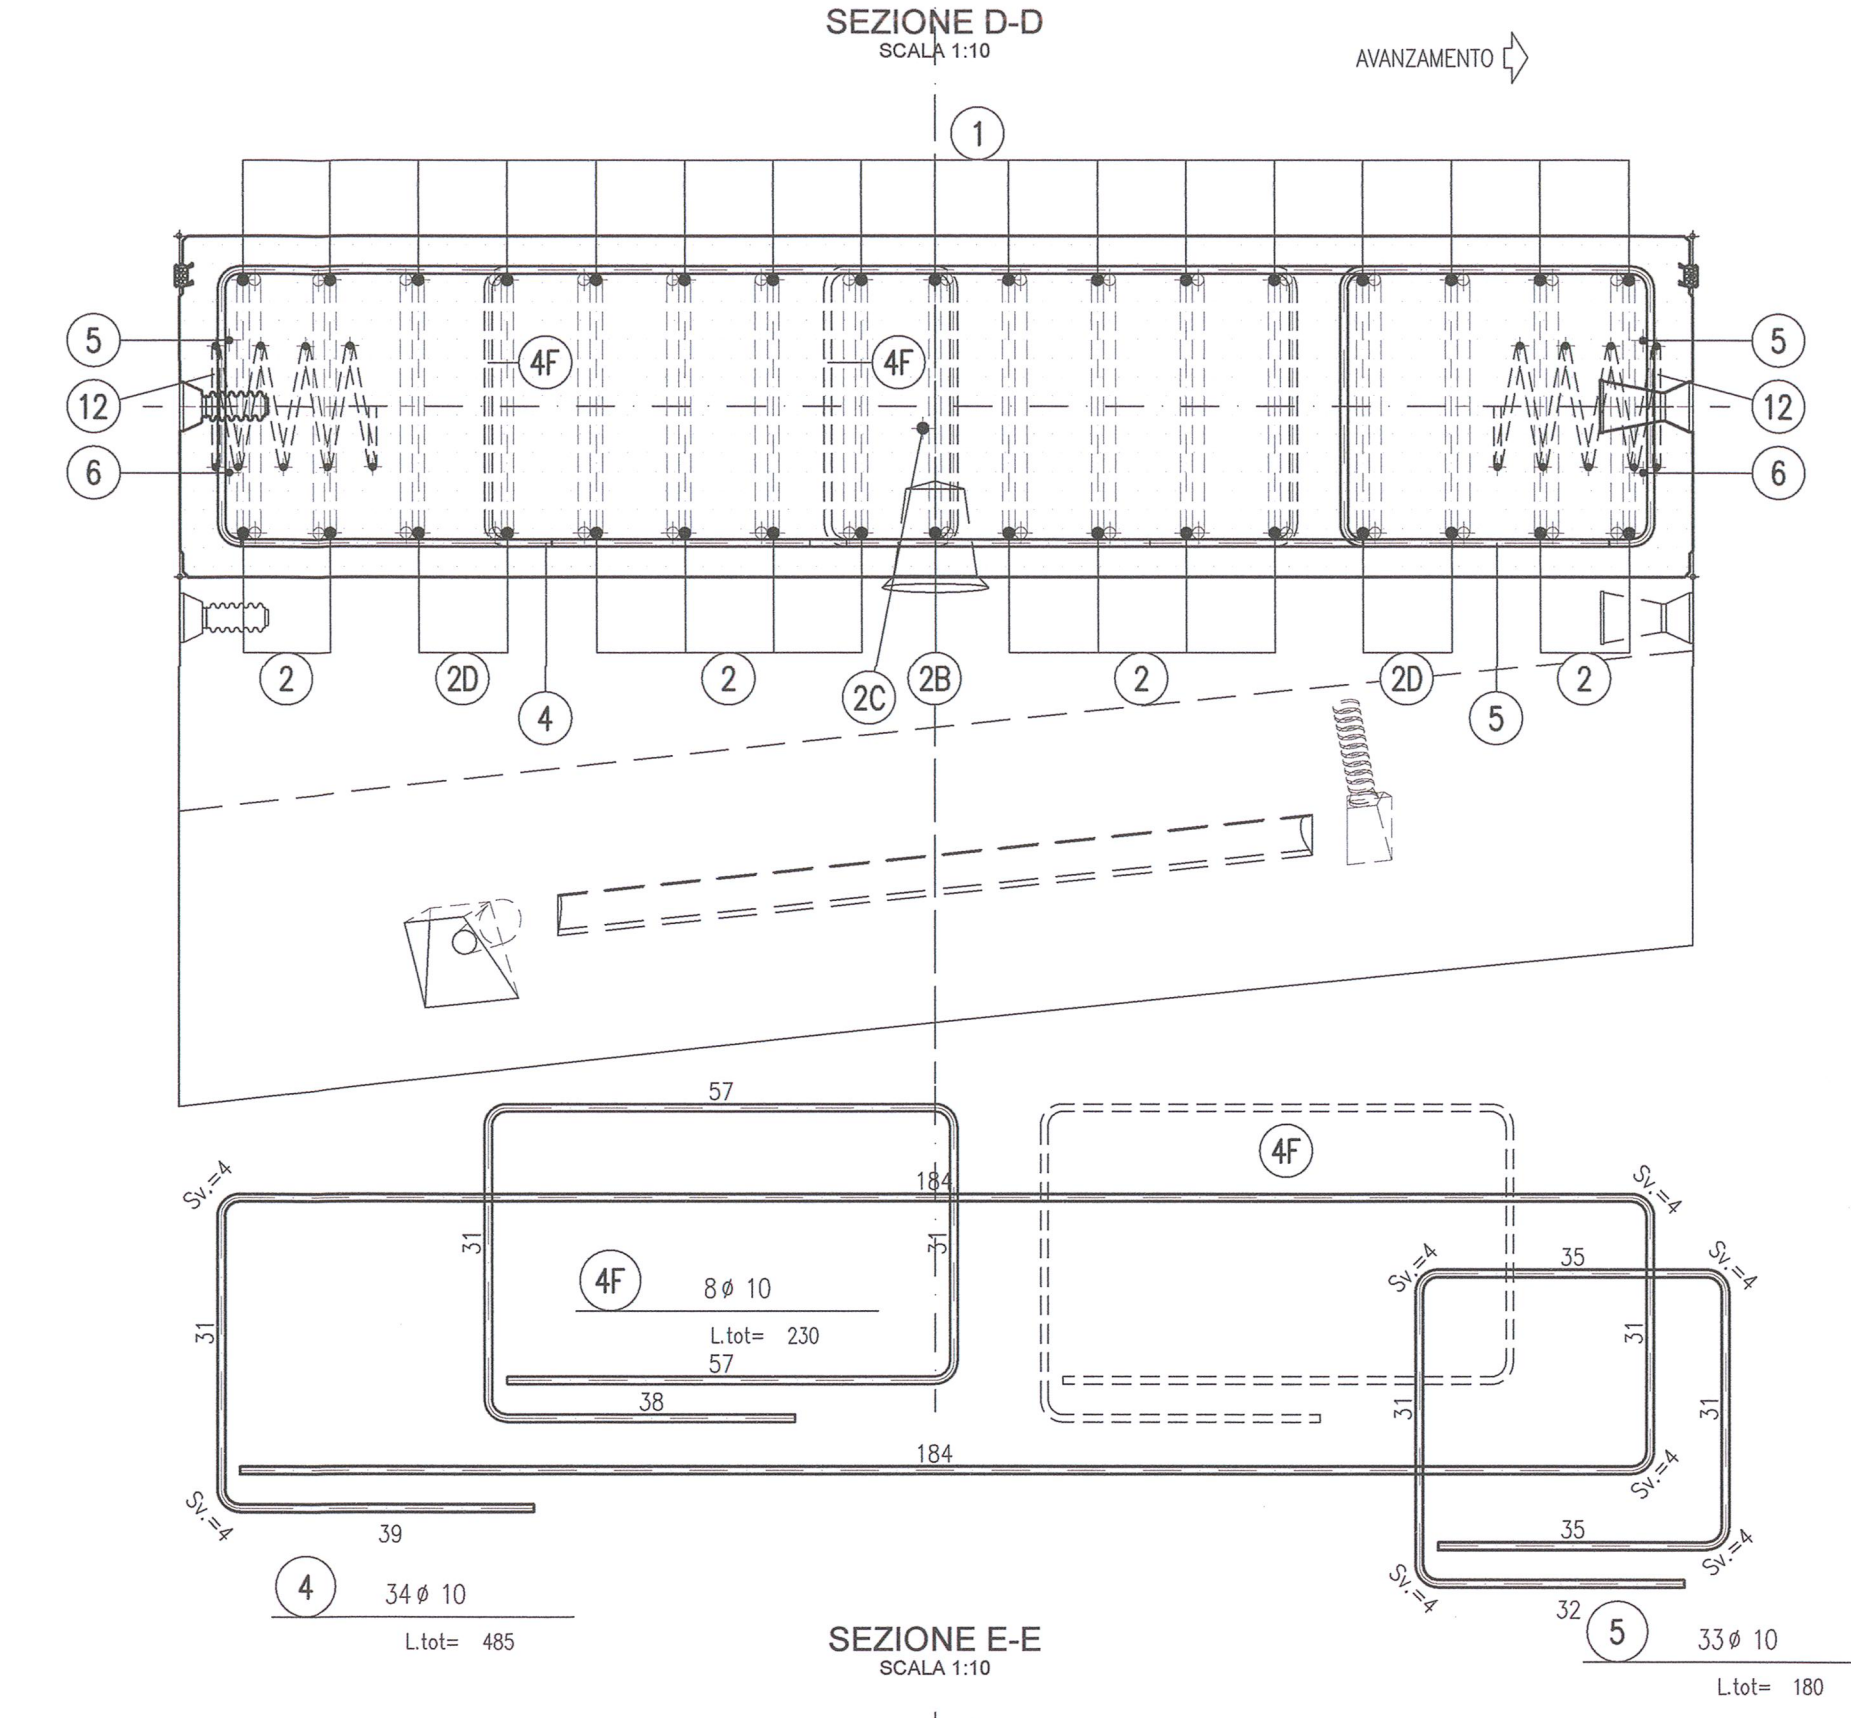 SEZIONE D-D
SCALA 1:10
AVANZAMENTO
1
5
4F
4F
5
12
12
6
6
2
2D
2
2C
2B
2
2D
2
4
5
57
4F
Sv.=4
184
Sv.=4
31
31
Sv.=4
35
Sv.=4
4F
8ø 10
L.tot= 230
31
31
57
38
31
31
184
Sv.=4
Sv.=4
39
35
Sv.=4
Sv.=4
32
4
34ø 10
L.tot= 485
5
33ø 10
L.tot= 180
SEZIONE E-E
SCALA 1:10